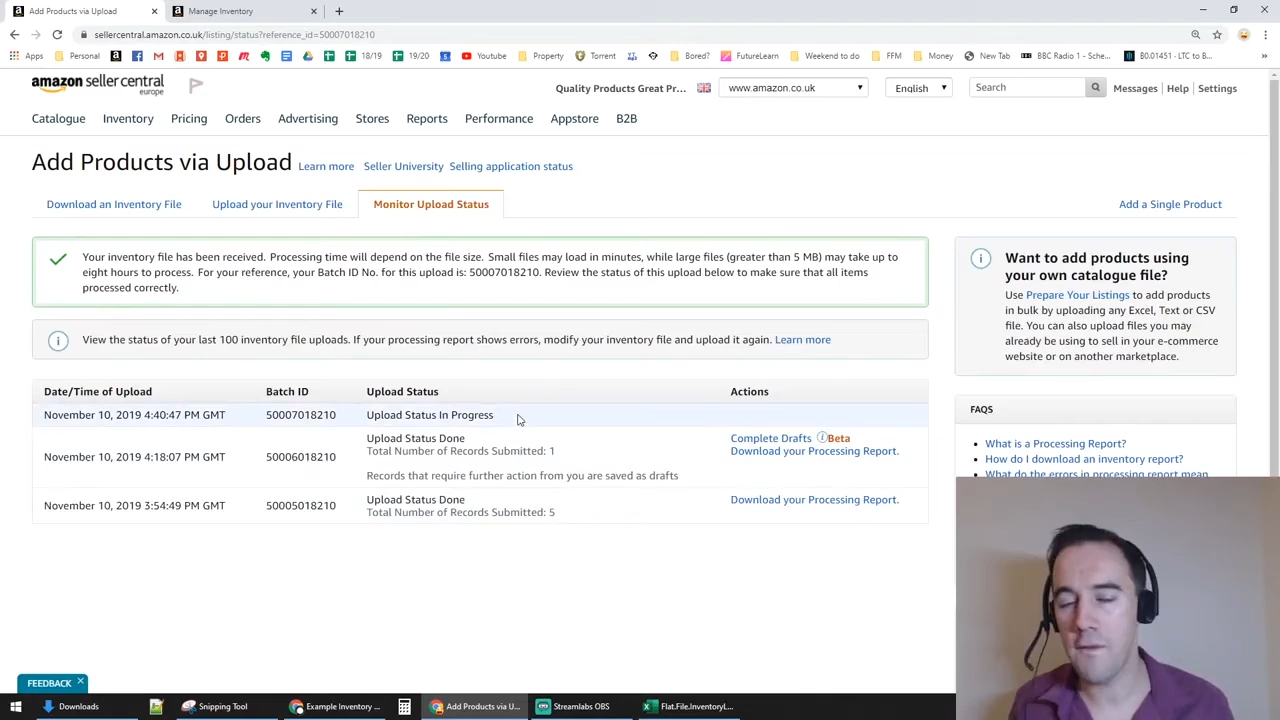 Add Products via Upload
Manage Inventory
sellercentral.amazon.co.uk/listing/status?reference_id=50007018210
Apps
Personal
18/19
19/20
Youtube
Property
Torrent
Bored?
FutureLearn
Weekend to do
FFM
Money
New Tab
BBC Radio 1 - Sche...
B0.01451 - LTC to B...
amazon seller central
europe
Quality Products Great Pr...
www.amazon.co.uk
English
Search
Messages | Help | Settings
Catalogue
Inventory
Pricing
Orders
Advertising
Stores
Reports
Performance
Appstore
B2B
Add Products via Upload
Learn more
Seller University
Selling application status
Download an Inventory File
Upload your Inventory File
Monitor Upload Status
Add a Single Product
Your inventory file has been received. Processing time will depend on the file size. Small files may load in minutes, while large files (greater than 5 MB) may take up to
eight hours to process. For your reference, your Batch ID No. for this upload is: 50007018210. Review the status of this upload below to make sure that all items
processed correctly.
View the status of your last 100 inventory file uploads. If your processing report shows errors, modify your inventory file and upload it again. Learn more
Date/Time of Upload
Batch ID
Upload Status
Actions
November 10, 2019 4:40:47 PM GMT
50007018210
Upload Status In Progress
November 10, 2019 4:18:07 PM GMT
50006018210
Upload Status Done
Total Number of Records Submitted: 1
Records that require further action from you are saved as drafts
Complete Drafts
Beta
Download your Processing Report.
November 10, 2019 3:54:49 PM GMT
50005018210
Upload Status Done
Total Number of Records Submitted: 5
Download your Processing Report.
Want to add products using
your own catalogue file?
Use Prepare Your Listings to add products
in bulk by uploading any Excel, Text or CSV
file. You can also upload files you may
already be using to sell in your e-commerce
website or on another marketplace.
FAQS
What is a Processing Report?
How do I download an inventory report?
What do the errors in processing report mean
FEEDBACK
Downloads
Snipping Tool
Example Inventory ...
Add Products via U...
Streamlabs OBS
Flat.File.InventoryL...